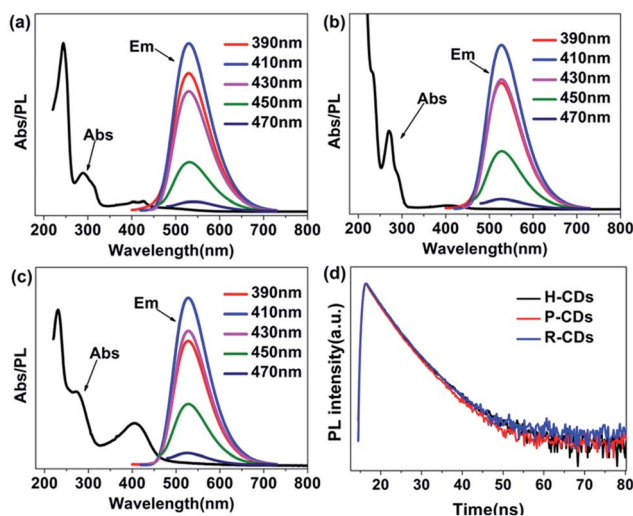 (a)
Em
Abs
390nm
410nm
430nm
450nm
470nm
Abs/PL
200 300 400 500 600 700 800
Wavelength(nm)
(b)
Em
Abs
390nm
410nm
430nm
450nm
470nm
Abs/PL
200 300 400 500 600 700 800
Wavelength(nm)
(c)
Em
Abs
390nm
410nm
430nm
450nm
470nm
Abs/PL
200 300 400 500 600 700 800
Wavelength(nm)
(d)
H-CDs
P-CDs
R-CDs
PL intensity(a.u.)
20 30 40 50 60 70 80
Time(ns)